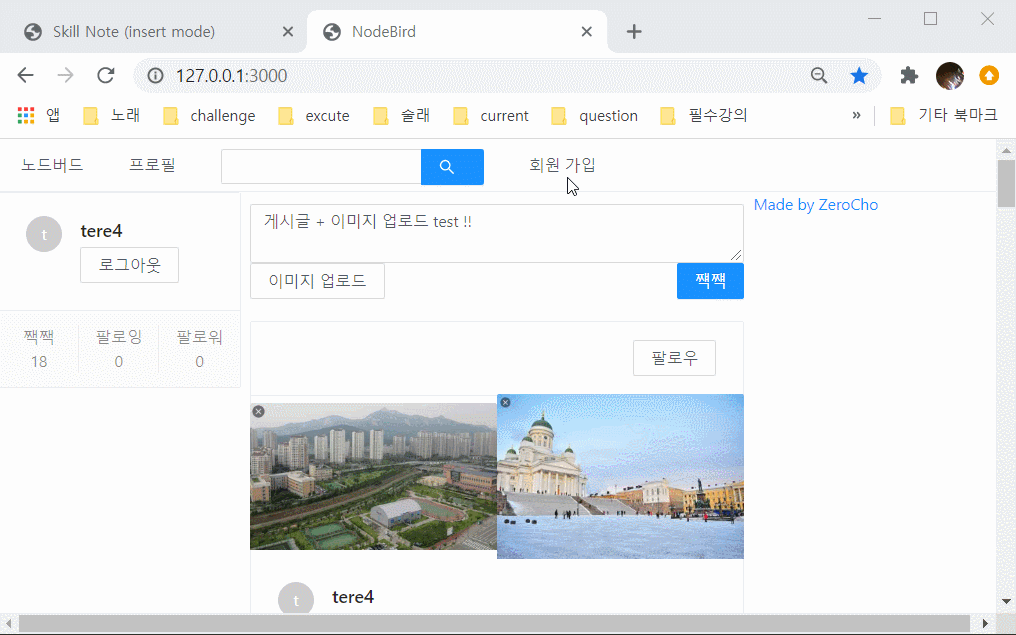 Skill Note (insert mode)
NodeBird
127.0.0.1:3000
앱 노래 challenge excute 술래 current question 필수강의 » 기타 북마크
노드버드 프로필 회원 가입
t tere4
로그아웃
짹짹 팔로잉 팔로워
18 0 0
게시글 + 이미지 업로드 test !!
이미지 업로드 짹짹
팔로우
t tere4
Made by ZeroCho